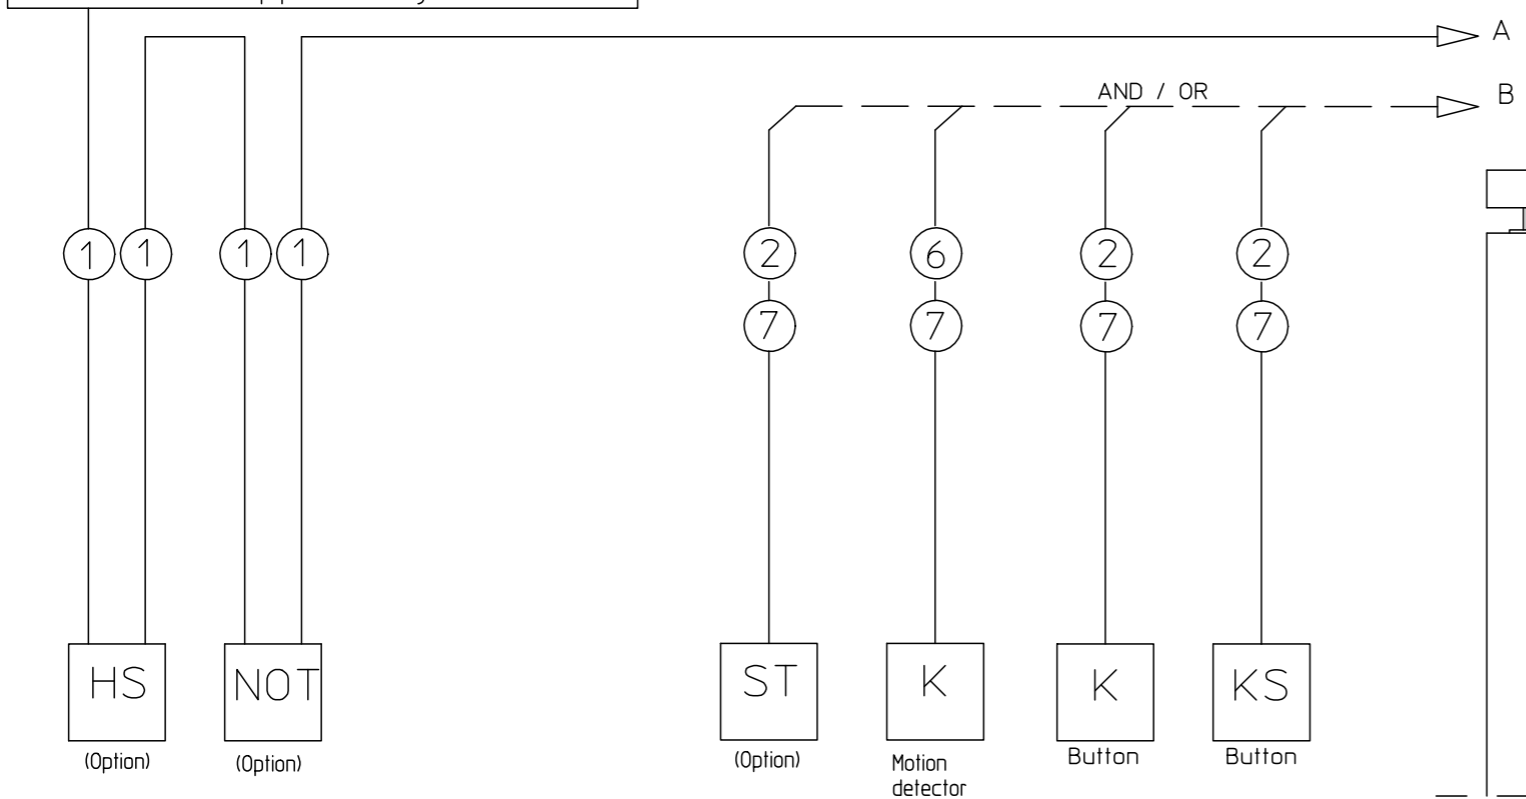 A
AND / OR
B
1 1 1 1 2 6 2 2
7 7 7 7
HS NOT ST K K KS
(Option) (Option) (Option) Motion Button Button
detector